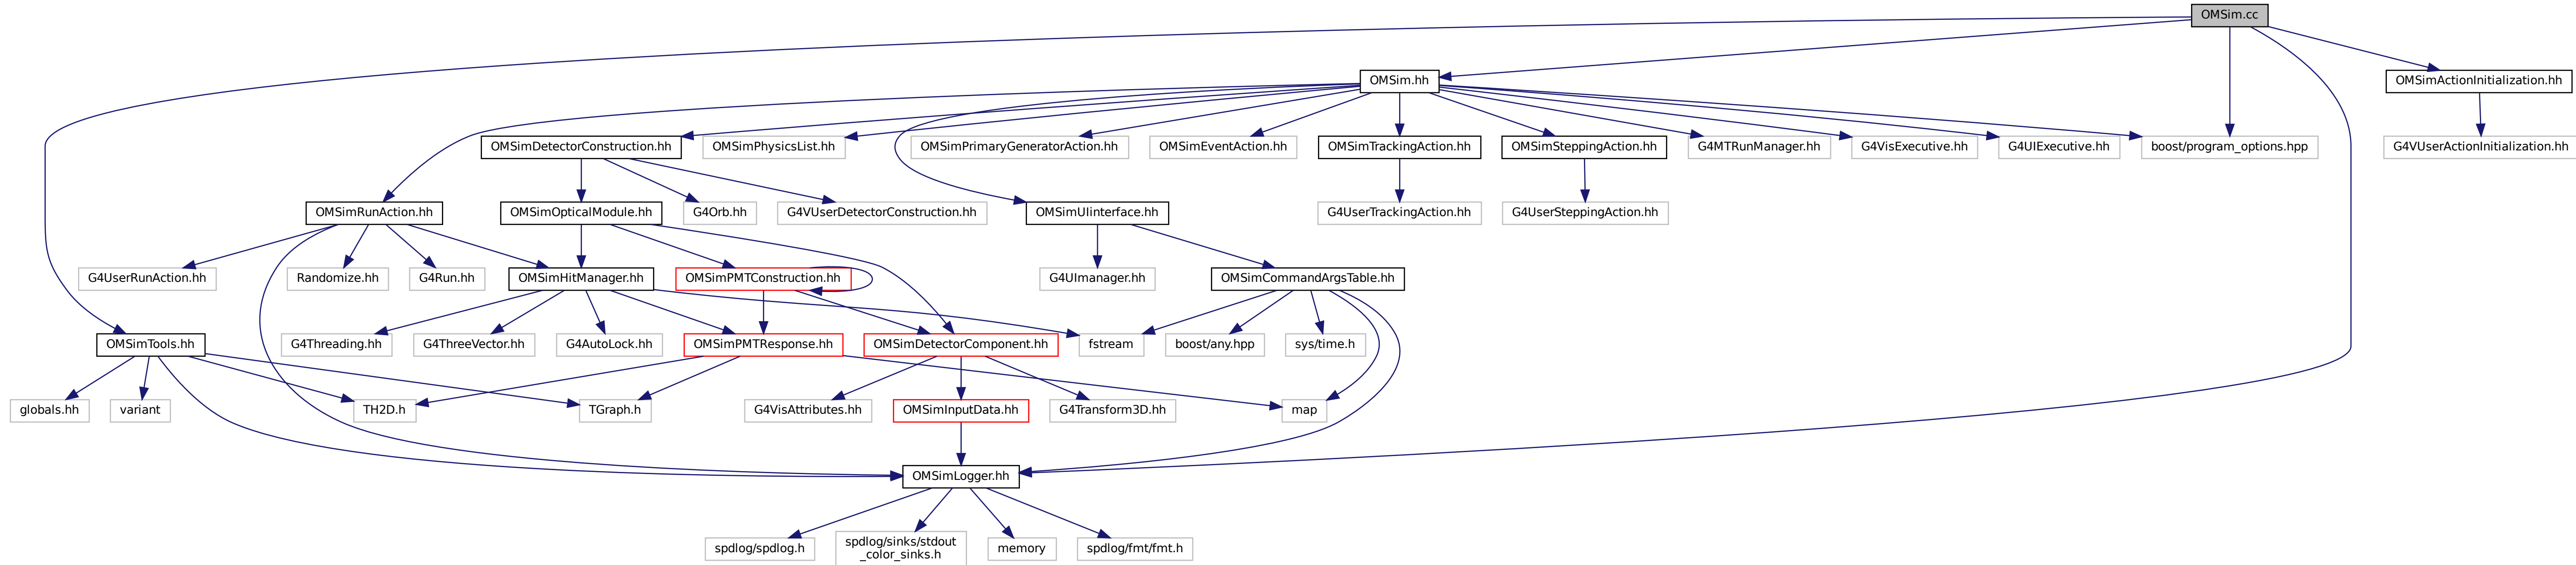 OMSim.cc
OMSim.hh
OMSimActionInitialization.hh
OMSimDetectorConstruction.hh
OMSimPhysicsList.hh
OMSimPrimaryGeneratorAction.hh
OMSimEventAction.hh
OMSimTrackingAction.hh
OMSimSteppingAction.hh
G4MTRunManager.hh
G4VisExecutive.hh
G4UIExecutive.hh
boost/program_options.hpp
G4VUserActionInitialization.hh
OMSimRunAction.hh
OMSimOpticalModule.hh
G4Orb.hh
G4VUserDetectorConstruction.hh
OMSimUIinterface.hh
G4UserTrackingAction.hh
G4UserSteppingAction.hh
G4UserRunAction.hh
Randomize.hh
G4Run.hh
OMSimHitManager.hh
OMSimPMTConstruction.hh
G4UImanager.hh
OMSimCommandArgsTable.hh
OMSimTools.hh
G4Threading.hh
G4ThreeVector.hh
G4AutoLock.hh
OMSimPMTResponse.hh
OMSimDetectorComponent.hh
fstream
boost/any.hpp
sys/time.h
globals.hh
variant
TH2D.h
TGraph.h
G4VisAttributes.hh
OMSimInputData.hh
G4Transform3D.hh
map
OMSimLogger.hh
spdlog/spdlog.h
spdlog/sinks/stdout
_color_sinks.h
memory
spdlog/fmt/fmt.h